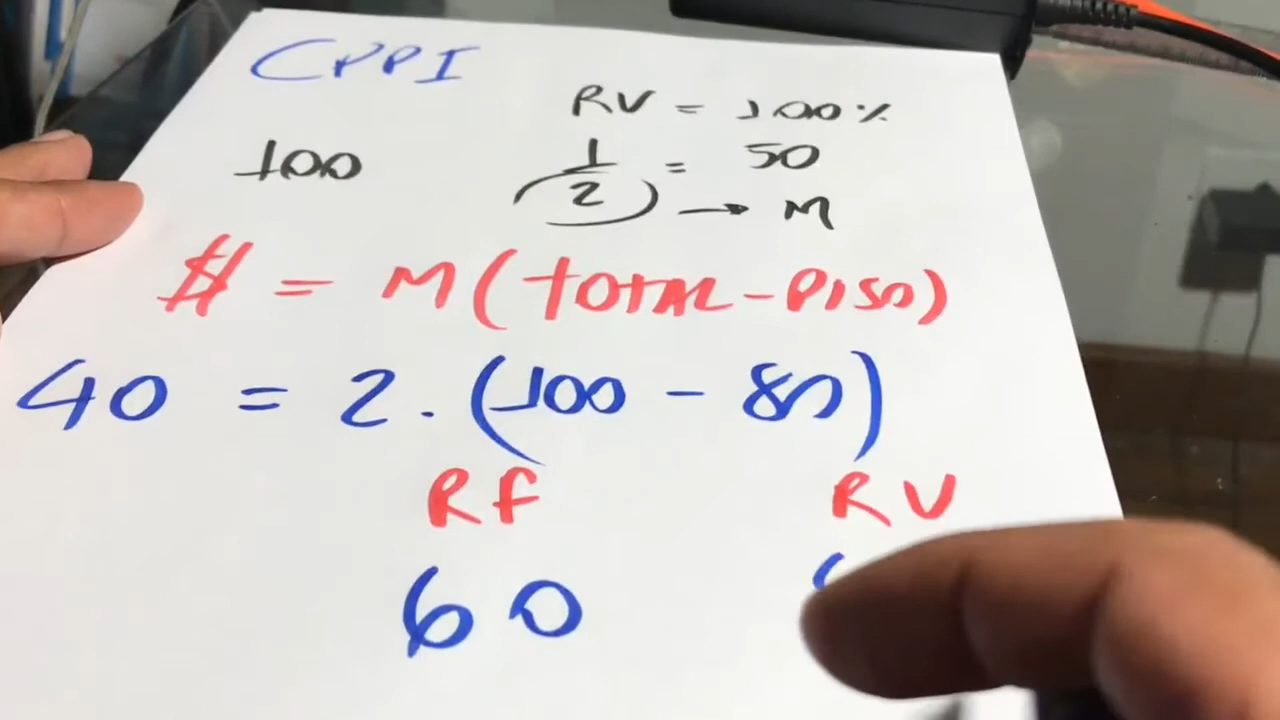 CPPI
RV = 100%
100
1/2 = 50
→ M
$ = M (TOTAL - PISO)
40 = 2 . (100 - 80)
RF RV
60